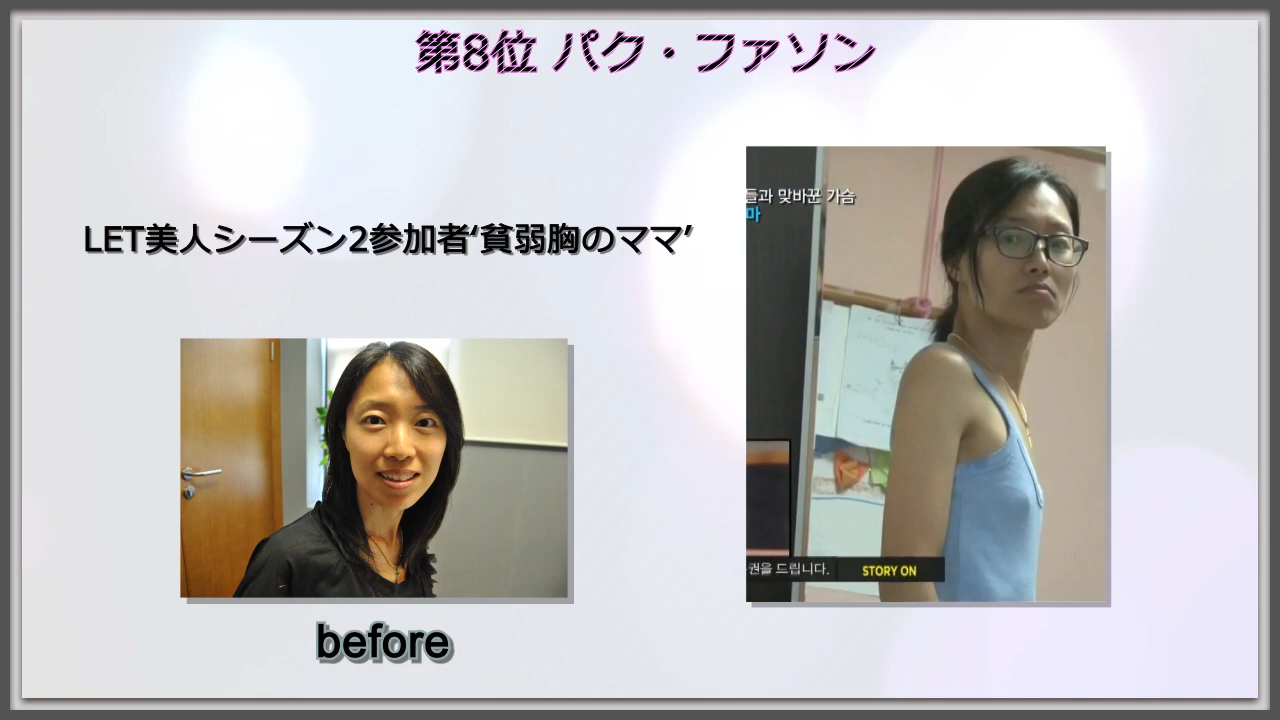 第8位 パク・ファソン
LET美人シーズン2参加者‘貧弱胸のママ’
들과 맞바꾼 가슴
마
권을 드립니다.
STORY ON
before